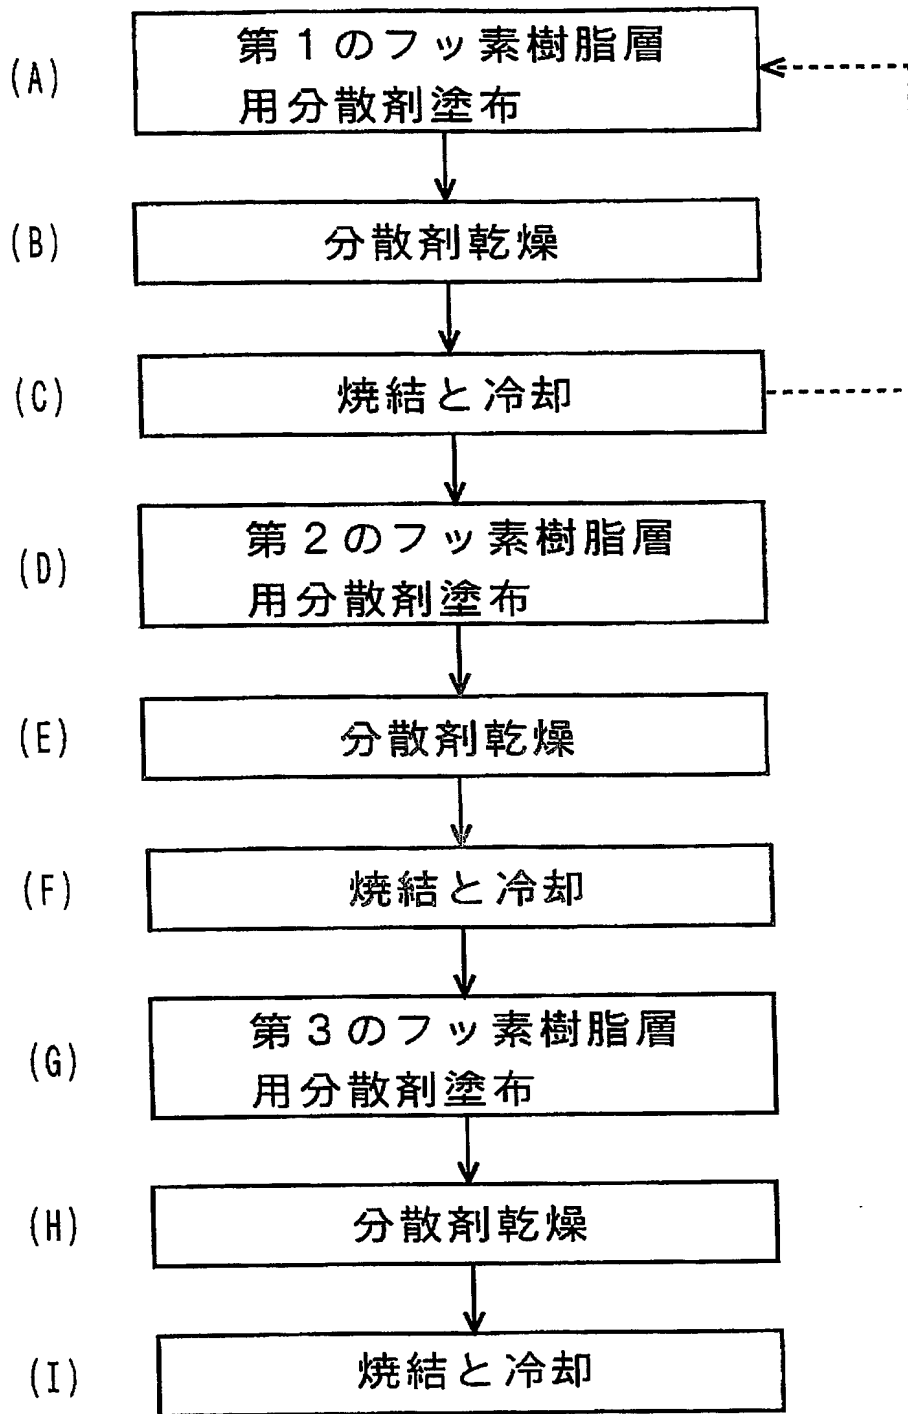 (A)
第1のフッ素樹脂層
用分散剤塗布
(B)
分散剤乾燥
(C)
焼結と冷却
(D)
第2のフッ素樹脂層
用分散剤塗布
(E)
分散剤乾燥
(F)
焼結と冷却
(G)
第3のフッ素樹脂層
用分散剤塗布
(H)
分散剤乾燥
(I)
焼結と冷却